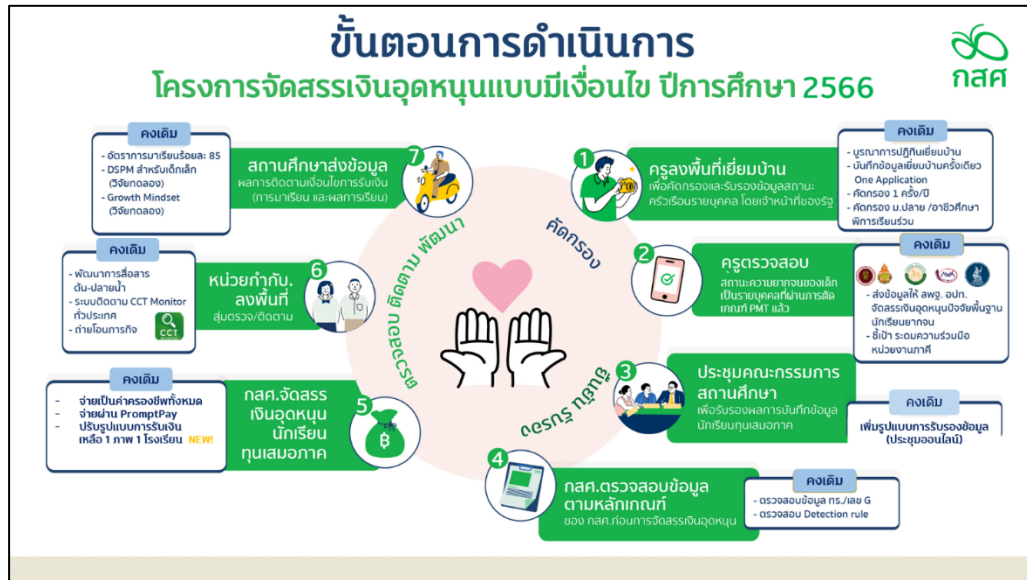 ขั้นตอนการดำเนินการ
โครงการจัดสรรเงินอุดหนุนแบบมีเงื่อนไข ปีการศึกษา 2566
กสศ
คงเดิม
- อัตราการมาเรียนร้อยละ 85
- DSPM สำหรับเด็กเล็ก
(วิจัยทดลอง)
- Growth Mindset
(วิจัยทดลอง)
7
สถานศึกษาส่งข้อมูล
ผลการติดตามเงื่อนไขการรับเงิน
(การมาเรียน และผลการเรียน)
1
ครูลงพื้นที่เยี่ยมบ้าน
เพื่อคัดกรองและรับรองข้อมูลสถานะ
ครัวเรือนรายบุคคล โดยเจ้าหน้าที่ของรัฐ
คงเดิม
- บูรณาการปฏิทินเยี่ยมบ้าน
- บันทึกข้อมูลเยี่ยมบ้านครั้งเดียว
One Application
- คัดกรอง 1 ครั้ง/ปี
- คัดกรอง ม.ปลาย /อาชีวศึกษา
พิการเรียนร่วม
ตรวจสอบ ติดตาม พัฒนา
คัดกรอง
ยืนยัน รับรอง
คงเดิม
- พัฒนาการสื่อสาร
ต้น-ปลายน้ำ
- ระบบติดตาม CCT Monitor
ทั่วประเทศ
- ถ่ายโอนภารกิจ
CCT
6
หน่วยกำกับฯ
ลงพื้นที่
สุ่มตรวจ/ติดตาม
2
ครูตรวจสอบ
สถานะความยากจนของเด็ก
เป็นรายบุคคลที่ผ่านการตัด
เกณฑ์ PMT แล้ว
คงเดิม
- ส่งข้อมูลให้ สพฐ. อปท.
จัดสรรเงินอุดหนุนปัจจัยพื้นฐาน
นักเรียนยากจน
- ชี้เป้า ระดมความร่วมมือ
หน่วยงานภาคี
คงเดิม
- จ่ายเป็นค่าครองชีพทั้งหมด
- จ่ายผ่าน PromptPay
- ปรับรูปแบบการรับเงิน
เหลือ 1 ภาพ 1 โรงเรียน NEW!
5
กสศ.จัดสรร
เงินอุดหนุน
นักเรียน
ทุนเสมอภาค
฿
3
ประชุมคณะกรรมการ
สถานศึกษา
เพื่อรับรองผลการบันทึกข้อมูล
นักเรียนทุนเสมอภาค
คงเดิม
เพิ่มรูปแบบการรับรองข้อมูล
(ประชุมออนไลน์)
4
กสศ.ตรวจสอบข้อมูล
ตามหลักเกณฑ์
ของ กสศ.ก่อนการจัดสรรเงินอุดหนุน
คงเดิม
- ตรวจสอบข้อมูล ทร./เลข G
- ตรวจสอบ Detection rule